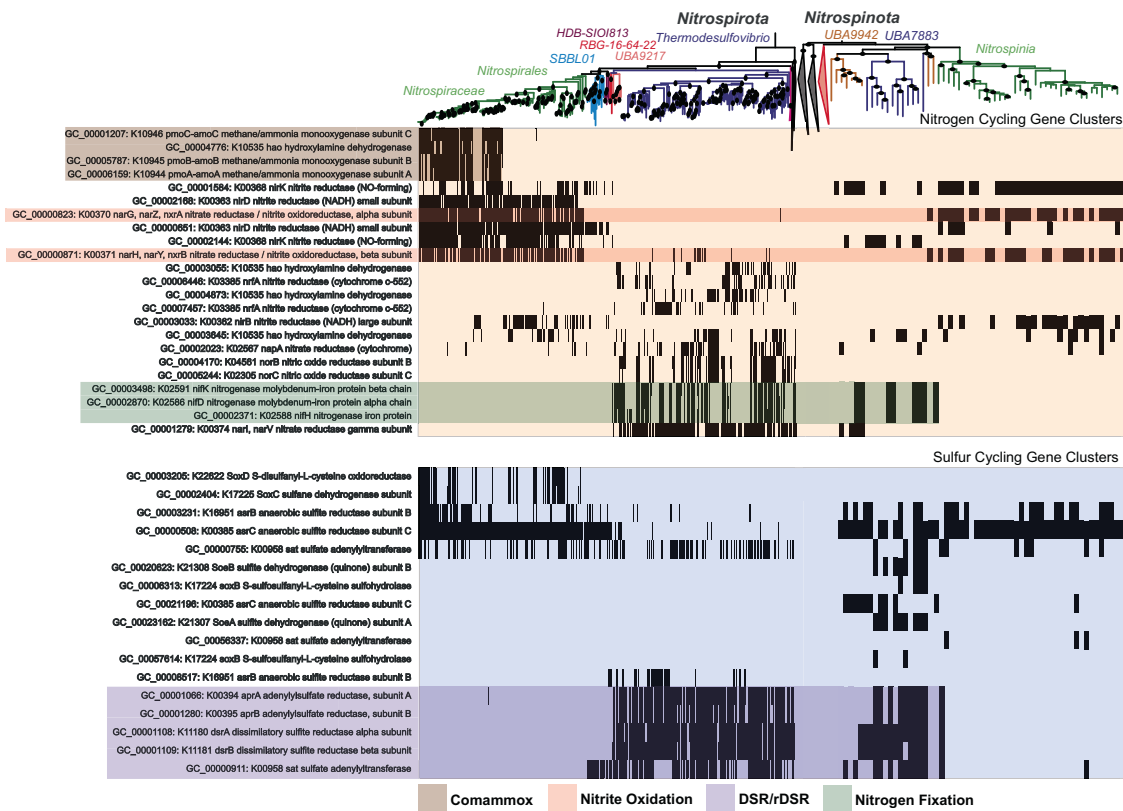 Nitrospirota
Nitrospinota
HDB-SIOI813
RBG-16-64-22
Thermodesulfovibrio
UBA9942
UBA7883
SBBL01
UBA9217
Nitrospinia
Nitrospirales
Nitrospiraceae
Nitrogen Cycling Gene Clusters
GC_00001207: K10946 pmoC-amoC methane/ammonia monooxygenase subunit C
GC_00004776: K10535 hao hydroxylamine dehydrogenase
GC_00005787: K10945 pmoB-amoB methane/ammonia monooxygenase subunit B
GC_00006159: K10944 pmoA-amoA methane/ammonia monooxygenase subunit A
GC_00001584: K00368 nirK nitrite reductase (NO-forming)
GC_00002168: K00363 nirD nitrite reductase (NADH) small subunit
GC_00000823: K00370 narG, narZ, nxrA nitrate reductase / nitrite oxidoreductase, alpha subunit
GC_00000651: K00363 nirD nitrite reductase (NADH) small subunit
GC_00002144: K00368 nirK nitrite reductase (NO-forming)
GC_00000871: K00371 narH, narY, nxrB nitrate reductase / nitrite oxidoreductase, beta subunit
GC_00003055: K10535 hao hydroxylamine dehydrogenase
GC_00006446: K03385 nrfA nitrite reductase (cytochrome c-552)
GC_00004873: K10535 hao hydroxylamine dehydrogenase
GC_00007457: K03385 nrfA nitrite reductase (cytochrome c-552)
GC_00003033: K00362 nirB nitrite reductase (NADH) large subunit
GC_00003645: K10535 hao hydroxylamine dehydrogenase
GC_00002023: K02567 napA nitrate reductase (cytochrome)
GC_00004170: K04561 norB nitric oxide reductase subunit B
GC_00005244: K02305 norC nitric oxide reductase subunit C
GC_00003498: K02591 nifK nitrogenase molybdenum-iron protein beta chain
GC_00002870: K02586 nifD nitrogenase molybdenum-iron protein alpha chain
GC_00002371: K02588 nifH nitrogenase iron protein
GC_00001279: K00374 narI, narV nitrate reductase gamma subunit
Sulfur Cycling Gene Clusters
GC_00003205: K22622 SoxD S-disulfanyl-L-cysteine oxidoreductase
GC_00002404: K17225 SoxC sulfane dehydrogenase subunit
GC_00003231: K16951 asrB anaerobic sulfite reductase subunit B
GC_00000508: K00385 asrC anaerobic sulfite reductase subunit C
GC_00000755: K00958 sat sulfate adenylyltransferase
GC_00020623: K21308 SoeB sulfite dehydrogenase (quinone) subunit B
GC_00006313: K17224 soxB S-sulfosulfanyl-L-cysteine sulfohydrolase
GC_00021196: K00385 asrC anaerobic sulfite reductase subunit C
GC_00023162: K21307 SoeA sulfite dehydrogenase (quinone) subunit A
GC_00056337: K00958 sat sulfate adenylyltransferase
GC_00057614: K17224 soxB S-sulfosulfanyl-L-cysteine sulfohydrolase
GC_00006517: K16951 asrB anaerobic sulfite reductase subunit B
GC_00001066: K00394 aprA adenylylsulfate reductase, subunit A
GC_00001280: K00395 aprB adenylylsulfate reductase, subunit B
GC_00001108: K11180 dsrA dissimilatory sulfite reductase alpha subunit
GC_00001109: K11181 dsrB dissimilatory sulfite reductase beta subunit
GC_00000911: K00958 sat sulfate adenylyltransferase
Comammox
Nitrite Oxidation
DSR/rDSR
Nitrogen Fixation